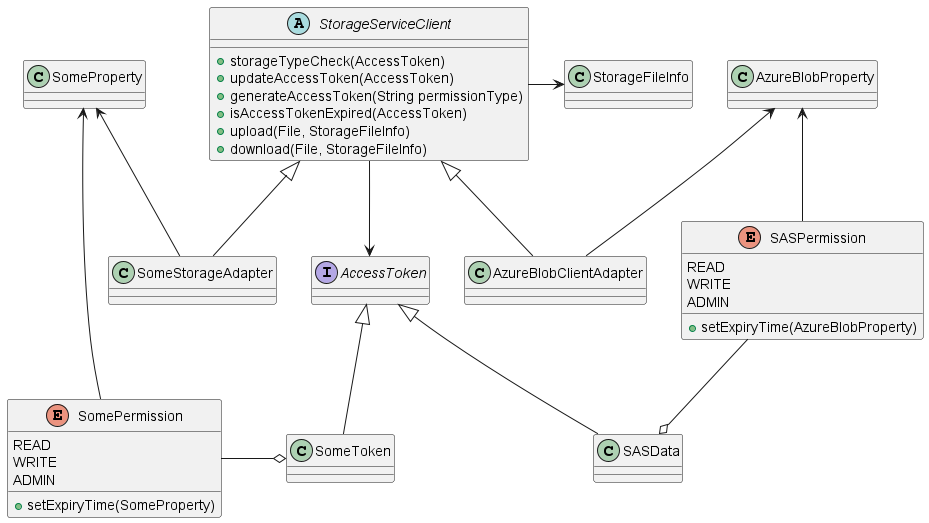 A StorageServiceClient
storageTypeCheck(AccessToken)
updateAccessToken(AccessToken)
generateAccessToken(String permissionType)
isAccessTokenExpired(AccessToken)
upload(File, StorageFileInfo)
download(File, StorageFileInfo)
C SomeProperty
C StorageFileInfo
C AzureBlobProperty
C SomeStorageAdapter
I AccessToken
C AzureBlobClientAdapter
E SASPermission
READ
WRITE
ADMIN
setExpiryTime(AzureBlobProperty)
E SomePermission
READ
WRITE
ADMIN
setExpiryTime(SomeProperty)
C SomeToken
C SASData